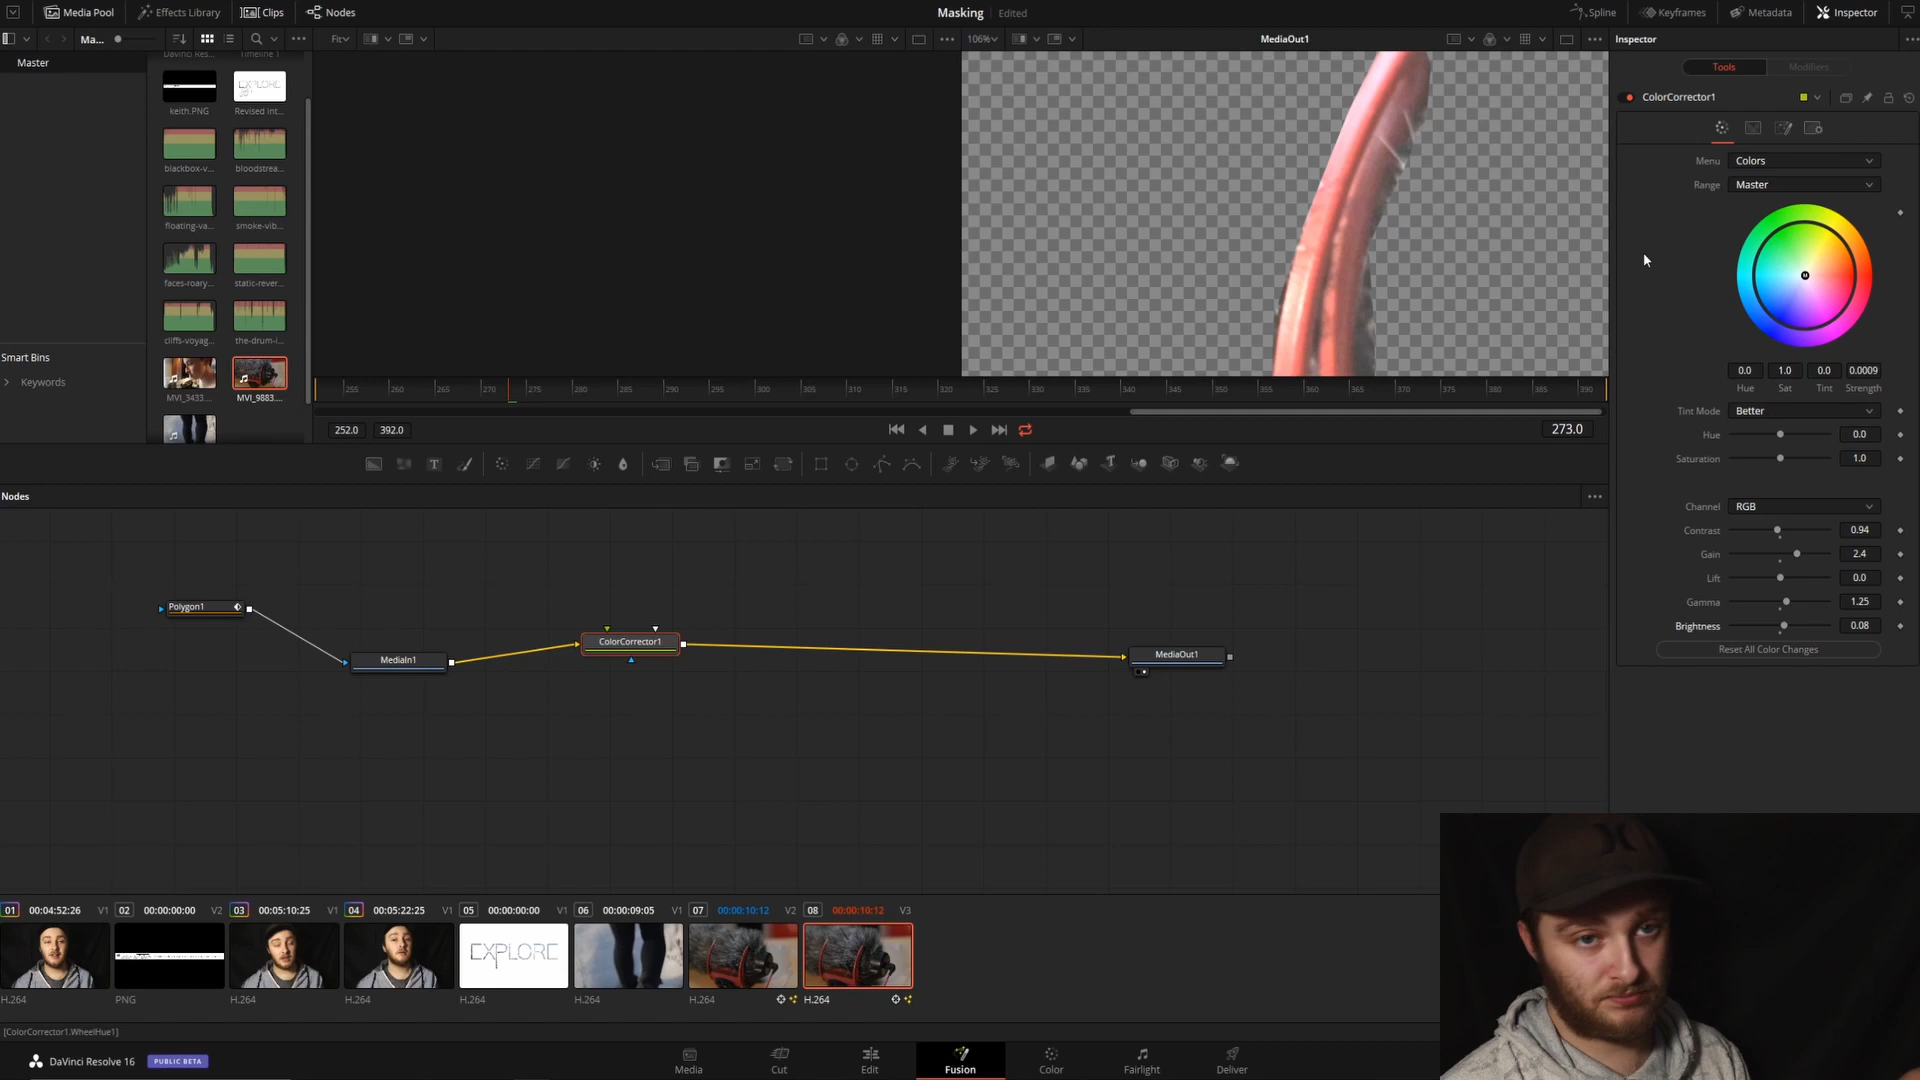 Media Pool
Effects Library
Clips
Nodes
Masking
Edited
Spline
Keyframes
Metadata
Inspector
Ma...
Fit
106%
MediaOut1
Inspector
Master
DaVinci Res...
Timeline 1
keith.PNG
Revised int...
blackbox-v...
bloodstrea...
floating-va...
smoke-vib...
faces-roary...
static-rever...
cliffs-voyag...
the-drum-i...
Smart Bins
Keywords
MVI_3433....
MVI_9883....
EXPLORE
Tools
Modifiers
ColorCorrector1
Menu
Colors
Range
Master
0.0
1.0
0.0
0.0009
Hue
Sat
Tint
Strength
Tint Mode
Better
Hue
0.0
Saturation
1.0
Channel
RGB
Contrast
0.94
Gain
2.4
Lift
0.0
Gamma
1.25
Brightness
0.08
Reset All Color Changes
255
260
265
270
275
280
285
290
295
300
305
310
315
320
325
330
335
340
345
350
355
360
365
370
375
380
385
390
252.0
392.0
273.0
Nodes
Polygon1
MediaIn1
ColorCorrector1
MediaOut1
01
00:04:52:26
V1
02
00:00:00:00
V2
03
00:05:10:25
V1
04
00:05:22:25
V1
05
00:00:00:00
V1
06
00:00:09:05
V1
07
00:00:10:12
V2
08
00:00:10:12
V3
EXPLORE
H.264
PNG
H.264
H.264
H.264
H.264
H.264
H.264
[ColorCorrector1.WheelHue1]
DaVinci Resolve 16
PUBLIC BETA
Media
Cut
Edit
Fusion
Color
Fairlight
Deliver